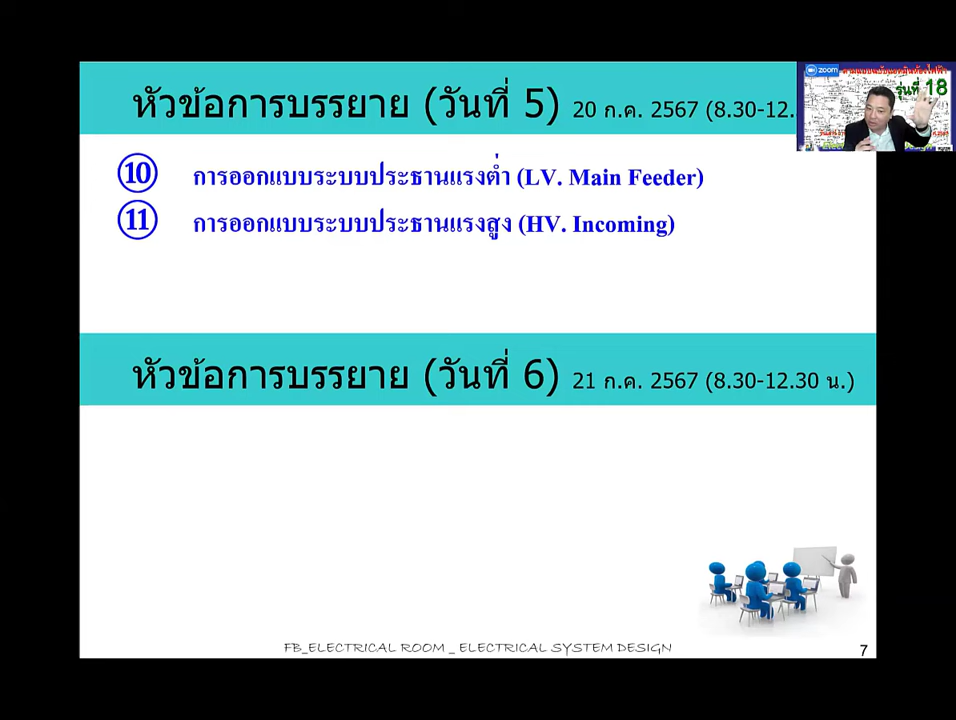 หัวข้อการบรรยาย (วันที่ 5) 20 ก.ค. 2567 (8.30-12.
zoom
รุ่นที่ 18
⑩ การออกแบบระบบประธานแรงต่ำ (LV. Main Feeder)
⑪ การออกแบบระบบประธานแรงสูง (HV. Incoming)
หัวข้อการบรรยาย (วันที่ 6) 21 ก.ค. 2567 (8.30-12.30 น.)
FB_ELECTRICAL ROOM _ ELECTRICAL SYSTEM DESIGN
7